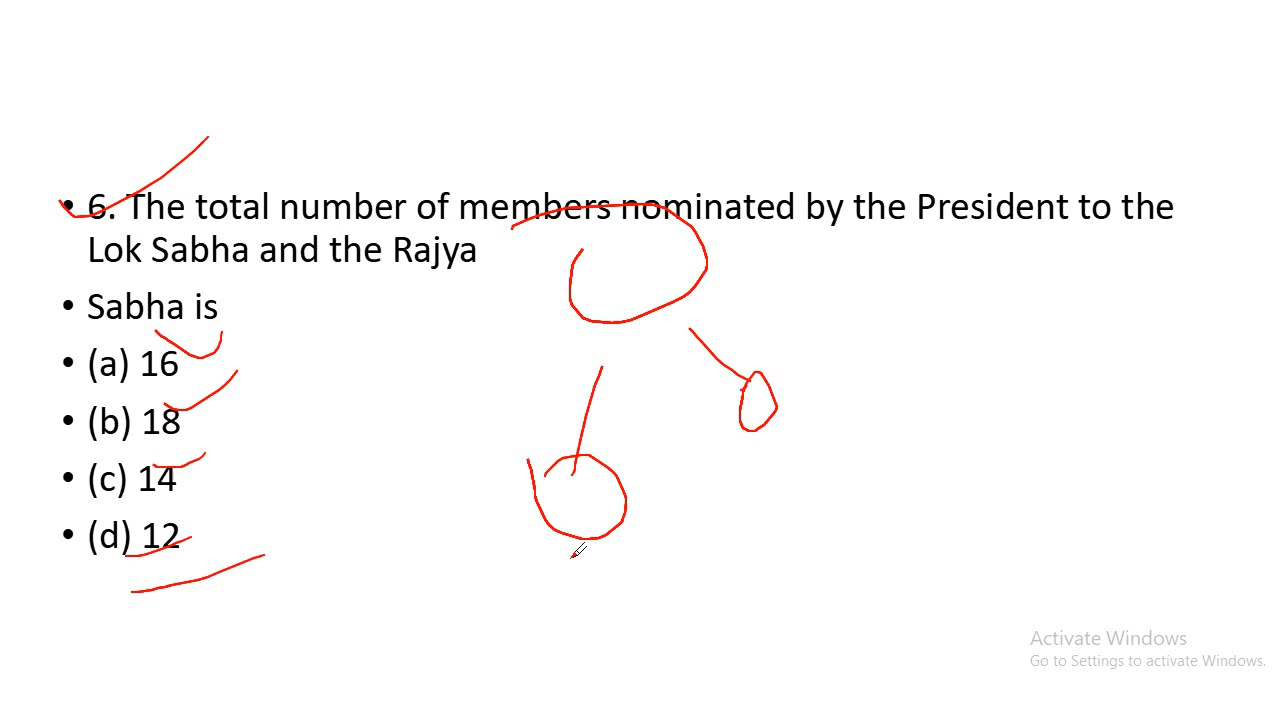 • 6. The total number of members nominated by the President to the
Lok Sabha and the Rajya
• Sabha is
• (a) 16
• (b) 18
• (c) 14
• (d) 12
Activate Windows
Go to Settings to activate Windows.